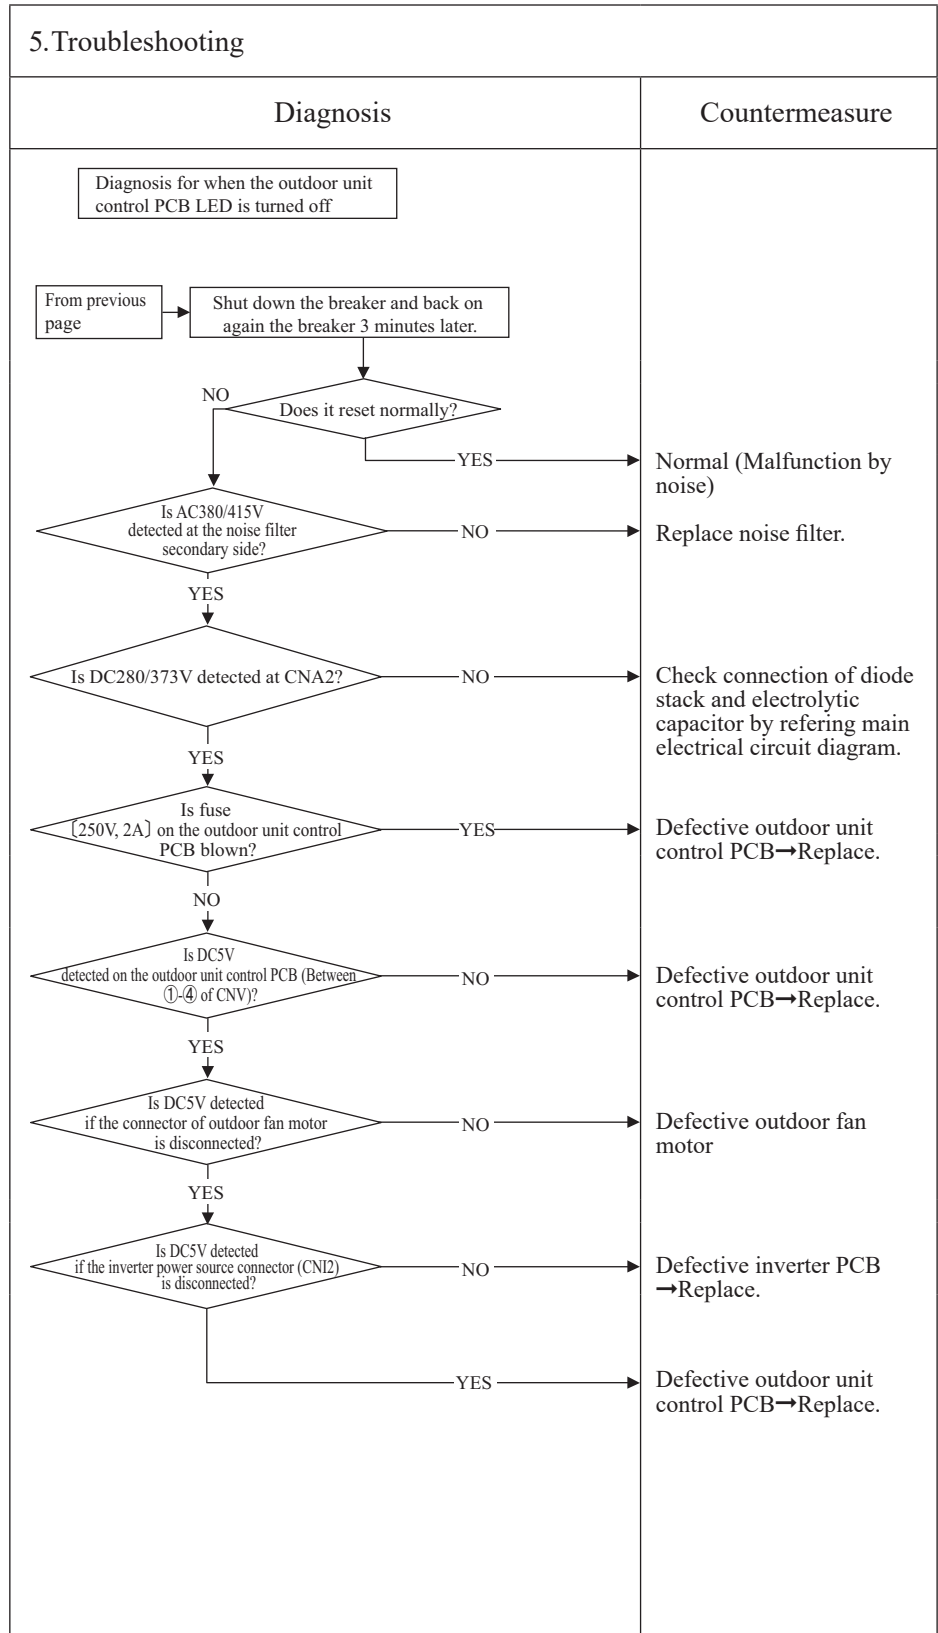 5.Troubleshooting
Diagnosis
Countermeasure
Diagnosis for when the outdoor unit
control PCB LED is turned off
From previous
page
Shut down the breaker and back on
again the breaker 3 minutes later.
NO
Does it reset normally?
YES
Normal (Malfunction by
noise)
Is AC380/415V
detected at the noise filter
secondary side?
NO
Replace noise filter.
YES
Is DC280/373V detected at CNA2?
NO
Check connection of diode
stack and electrolytic
capacitor by refering main
electrical circuit diagram.
YES
Is fuse
〔250V, 2A〕on the outdoor unit control
PCB blown?
YES
Defective outdoor unit
control PCB→Replace.
NO
Is DC5V
detected on the outdoor unit control PCB (Between
①-④ of CNV)?
NO
Defective outdoor unit
control PCB→Replace.
YES
Is DC5V detected
if the connector of outdoor fan motor
is disconnected?
NO
Defective outdoor fan
motor
YES
Is DC5V detected
if the inverter power source connector (CNI2)
is disconnected?
NO
Defective inverter PCB
→Replace.
YES
Defective outdoor unit
control PCB→Replace.